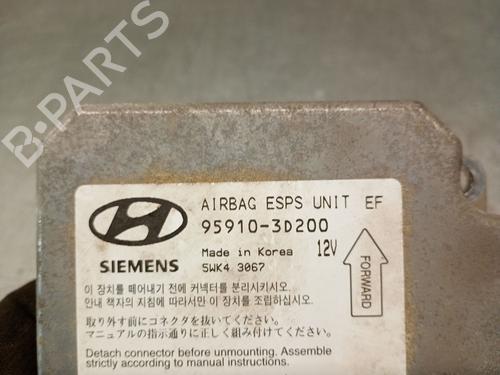 B-PARTS
AIRBAG ESPS UNIT EF
95910-3D200
SIEMENS
Made in Korea
12V
5WK4 3067
FORWARD
이 장치를 떼어내기 전에 커넥터를 분리시키시오.
안내 책자의 지침에 따라서만 이 장치를 조립하십시오.
取り外す前にコネクタを抜いてください。
マニュアルの指示通りに正しく組み付けてください。
Detach connector before unmounting. Assemble
strictly according to manual instructions.